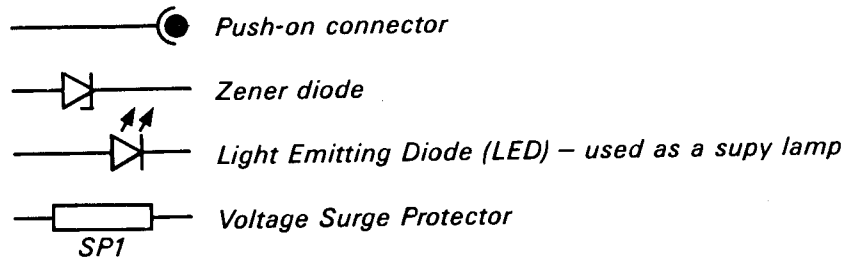 Push-on connector
Zener diode
Light Emitting Diode (LED) – used as a supy lamp
Voltage Surge Protector
SP1